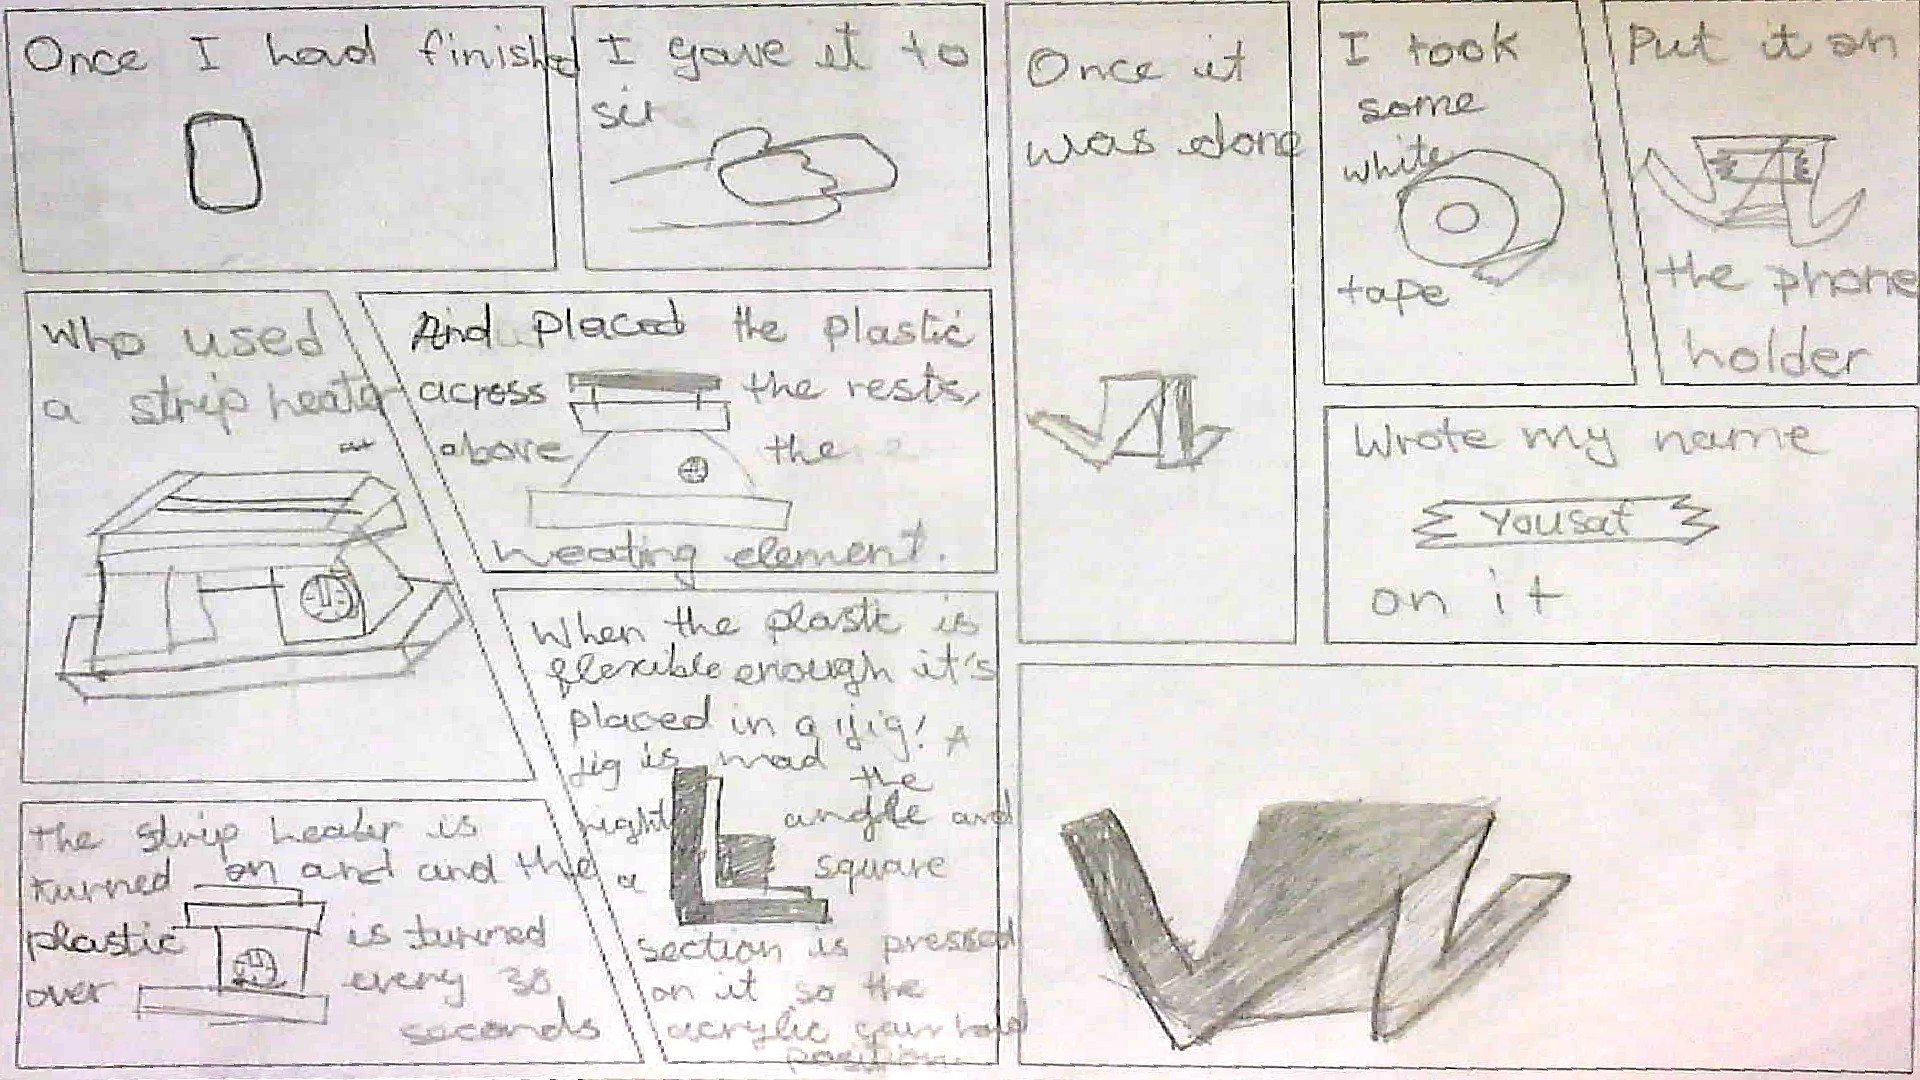 Once I had finished
I gave it to
sir
Who used
a strip heater
And placed the plastic
across the rests,
above the
heating element.
the strip heater is
turned on and and the
plastic is turned
over every 30
seconds
When the plastic is
flexible enough it's
placed in a jig! A
jig is mad the
right angle and
a square
section is pressed
on it so the
acrylic can hold
position.
Once it
was done
I took
some
white
tape
Put it on
the phone
holder
Wrote my name
Yousaf
on it